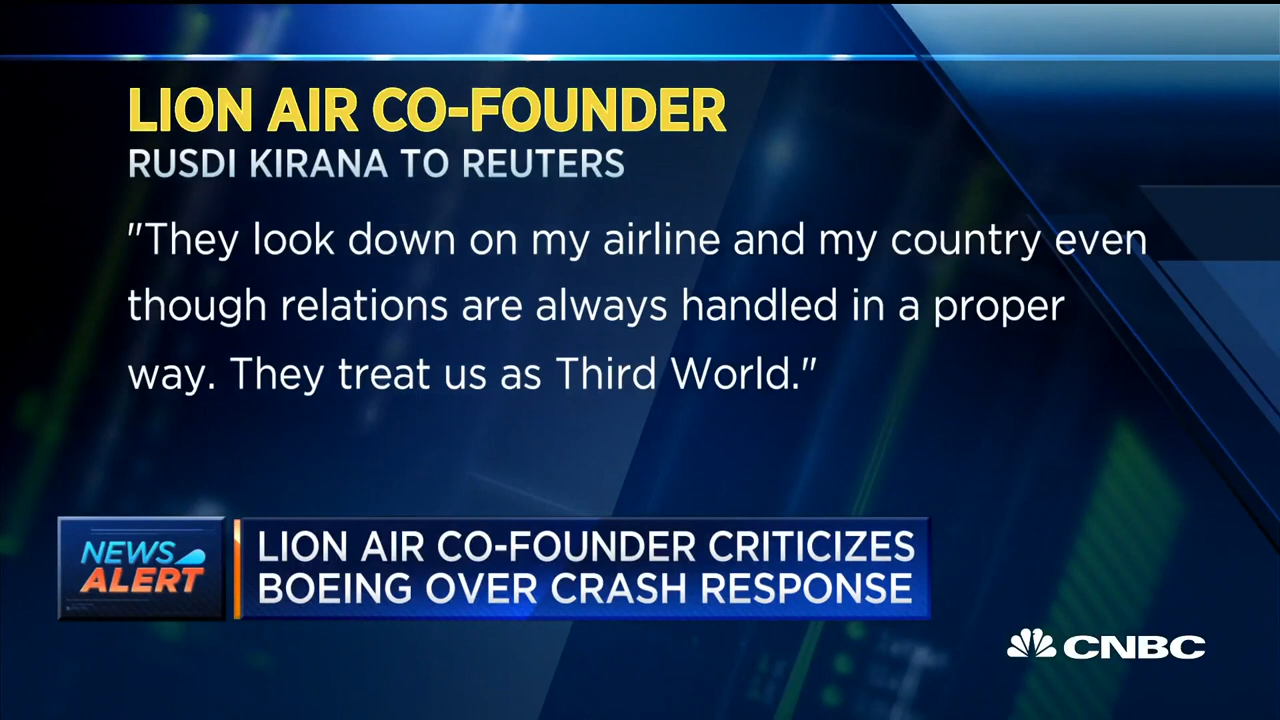 LION AIR CO-FOUNDER
RUSDI KIRANA TO REUTERS
"They look down on my airline and my country even
though relations are always handled in a proper
way. They treat us as Third World."
NEWS
ALERT
LION AIR CO-FOUNDER CRITICIZES
BOEING OVER CRASH RESPONSE
CNBC